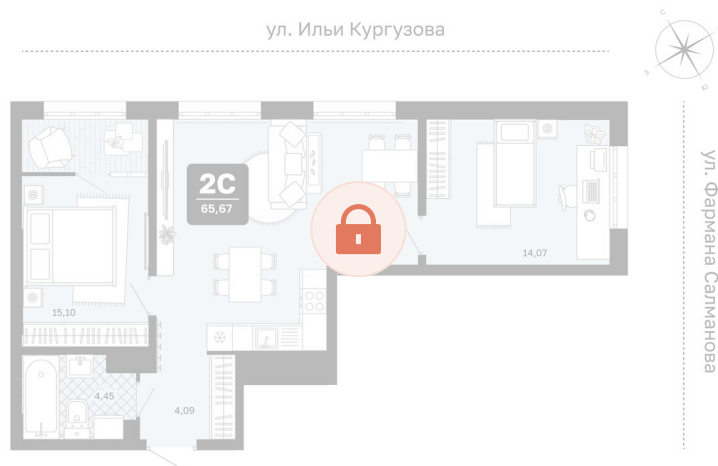 ул. Ильи Кургузова
С
З
Ю
2С
65,67
14,07
15,10
4,45
4,09
ул. Фармана Салманова